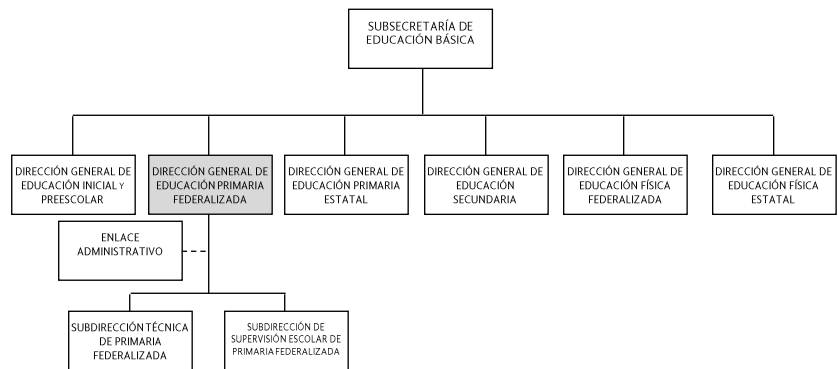 SUBSECRETARÍA DE
EDUCACIÓN BÁSICA
DIRECCIÓN GENERAL DE
EDUCACIÓN INICIAL Y
PREESCOLAR
DIRECCIÓN GENERAL DE
EDUCACIÓN PRIMARIA
FEDERALIZADA
DIRECCIÓN GENERAL DE
EDUCACIÓN PRIMARIA
ESTATAL
DIRECCIÓN GENERAL DE
EDUCACIÓN
SECUNDARIA
DIRECCIÓN GENERAL DE
EDUCACIÓN FÍSICA
FEDERALIZADA
DIRECCIÓN GENERAL DE
EDUCACIÓN FÍSICA
ESTATAL
ENLACE
ADMINISTRATIVO
SUBDIRECCIÓN TÉCNICA
DE PRIMARIA
FEDERALIZADA
SUBDIRECCIÓN DE
SUPERVISIÓN ESCOLAR DE
PRIMARIA FEDERALIZADA